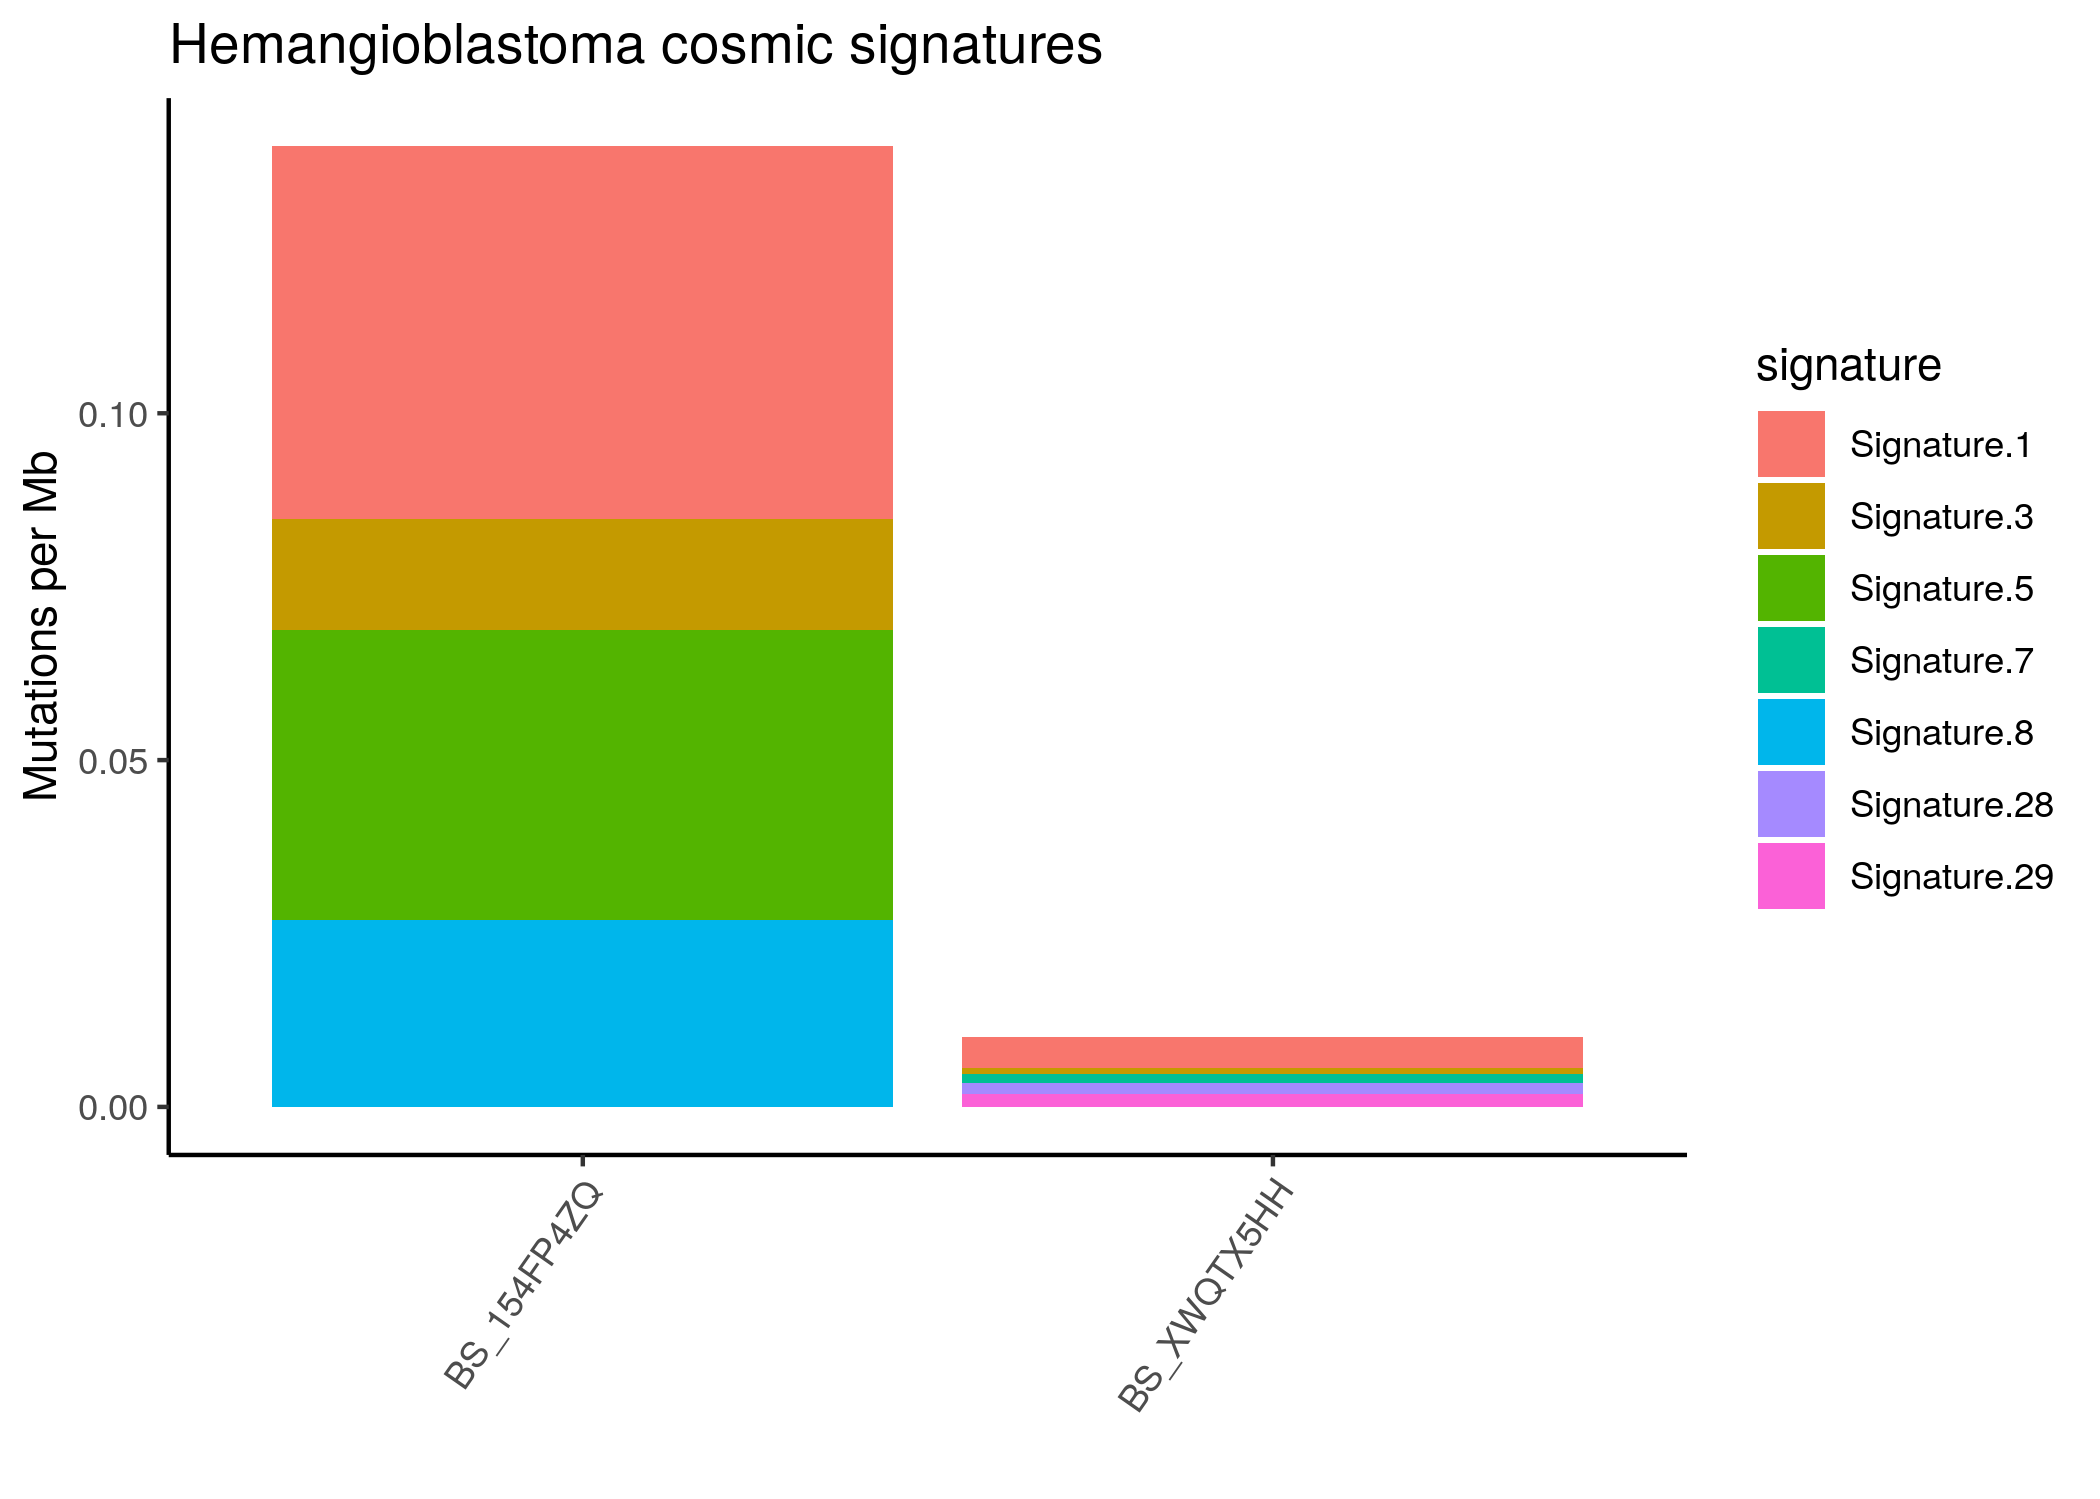 Hemangioblastoma cosmic signatures
Mutations per Mb
0.10
0.05
0.00
BS_154FP4ZQ
BS_XWQTX5HH
signature
Signature.1
Signature.3
Signature.5
Signature.7
Signature.8
Signature.28
Signature.29